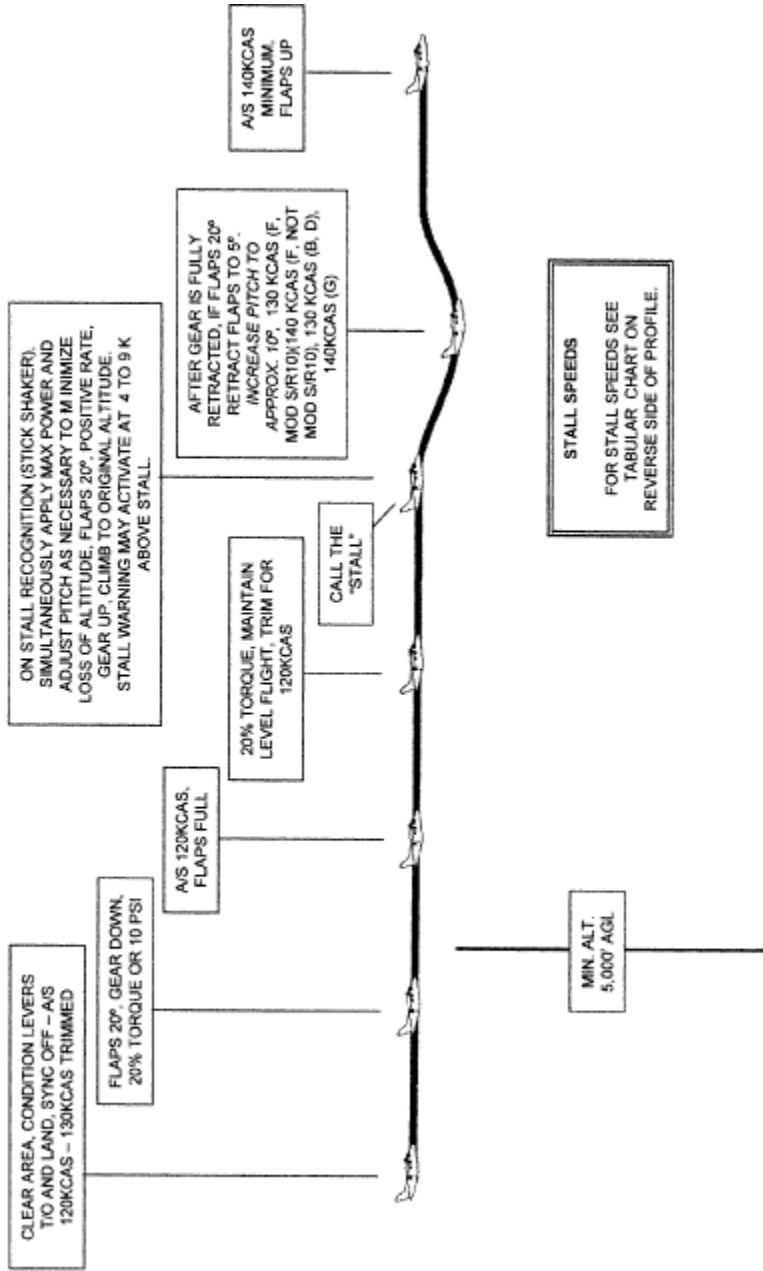 CLEAR AREA, CONDITION LEVERS
T/O AND LAND, SYNC OFF – A/S
120KCAS – 130KCAS TRIMMED
FLAPS 20º, GEAR DOWN,
20% TORQUE OR 10 PSI
A/S 120KCAS,
FLAPS FULL
20% TORQUE, MAINTAIN
LEVEL FLIGHT, TRIM FOR
120KCAS
CALL THE
"STALL"
ON STALL RECOGNITION (STICK SHAKER).
SIMULTANEOUSLY APPLY MAX POWER AND
ADJUST PITCH AS NECESSARY TO M INIMIZE
LOSS OF ALTITUDE, FLAPS 20º, POSITIVE RATE,
GEAR UP, CLIMB TO ORIGINAL ALTITUDE.
STALL WARNING MAY ACTIVATE AT 4 TO 9 K
ABOVE STALL.
AFTER GEAR IS FULLY
RETRACTED, IF FLAPS 20º
RETRACT FLAPS TO 5º.
INCREASE PITCH TO
APPROX. 10º, 130 KCAS (F,
MOD S/R10)(140 KCAS (F, NOT
MOD S/R10), 130 KCAS (B, D),
140KCAS (G)
A/S 140KCAS
MINIMUM,
FLAPS UP
MIN. ALT.
5,000' AGL
STALL SPEEDS
FOR STALL SPEEDS SEE
TABULAR CHART ON
REVERSE SIDE OF PROFILE.